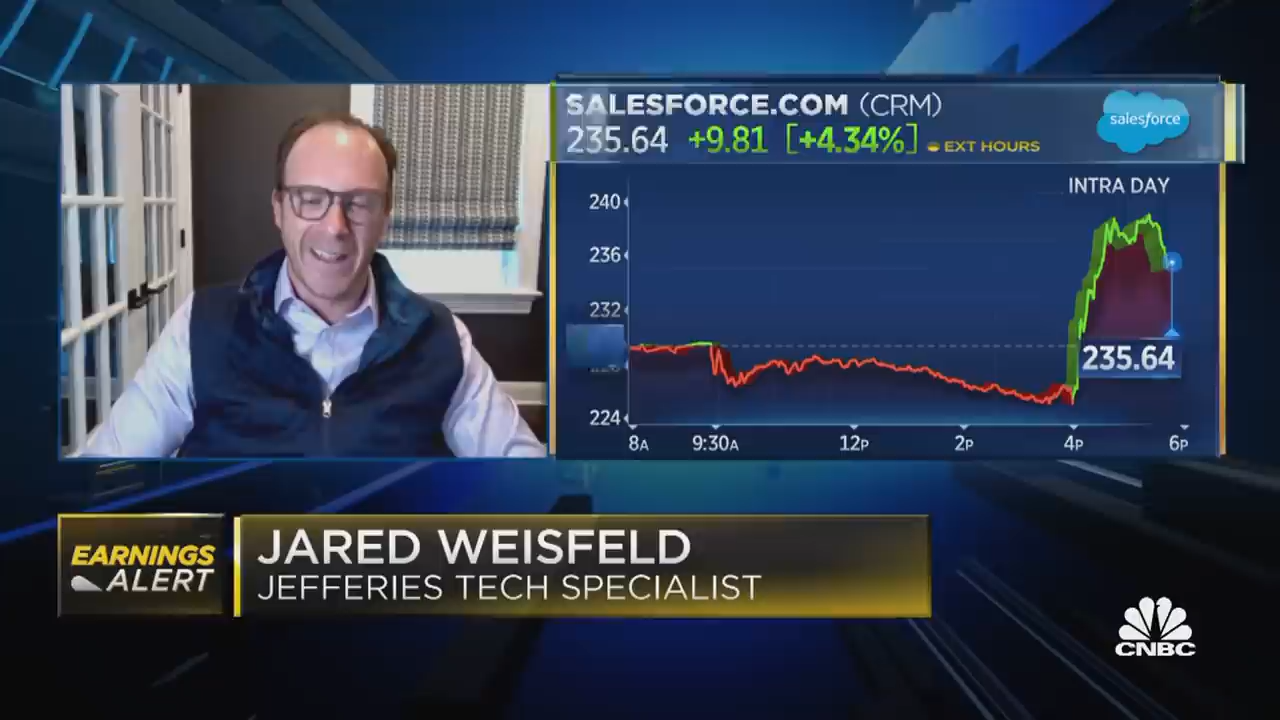 SALESFORCE.COM (CRM)
235.64 +9.81 [+4.34%] EXT HOURS
salesforce
INTRA DAY
240
236
232
224
235.64
8A 9:30A 12P 2P 4P 6P
EARNINGS ALERT
JARED WEISFELD
JEFFERIES TECH SPECIALIST
CNBC